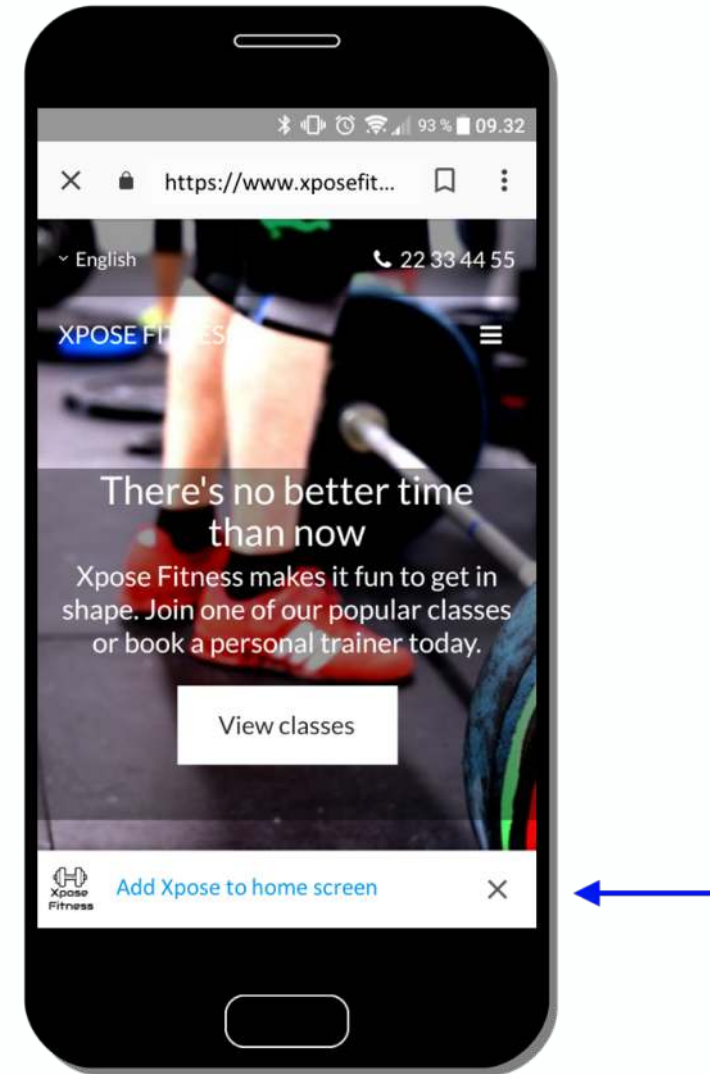 93 % 09.32
https://www.xposefit...
English 22 33 44 55
XPOSE FITNESS
There's no better time
than now
Xpose Fitness makes it fun to get in
shape. Join one of our popular classes
or book a personal trainer today.
View classes
Xpose
Fitness
Add Xpose to home screen